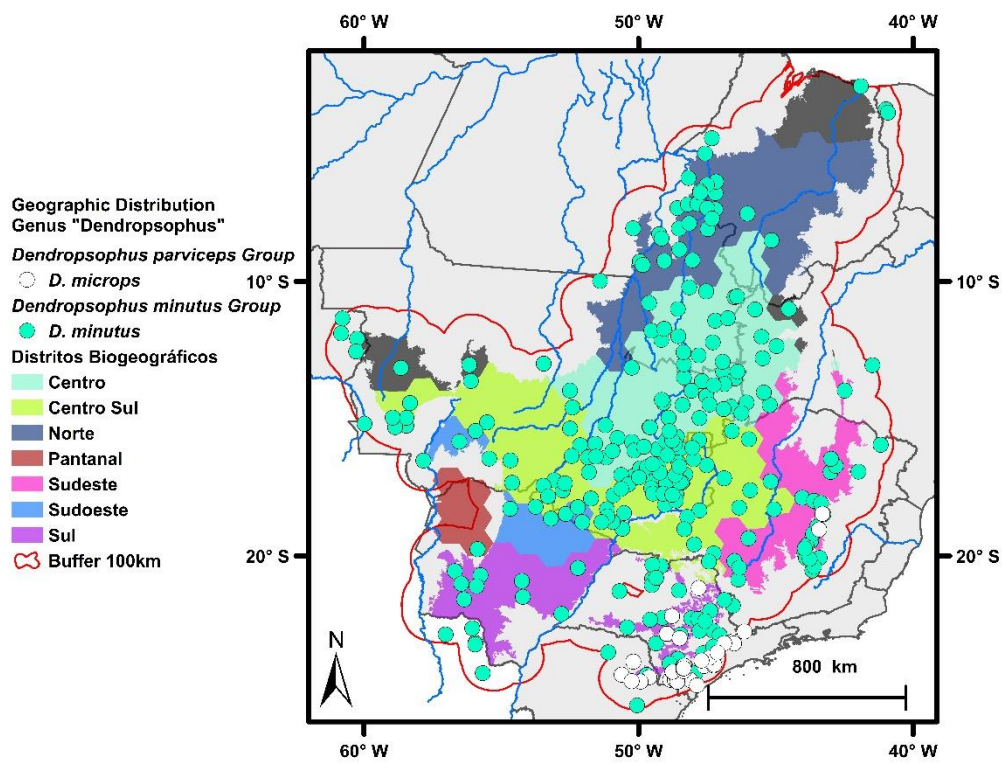 60° W 50° W 40° W
Geographic Distribution
Genus "Dendropsophus"
Dendropsophus parviceps Group
D. microps
Dendropsophus minutus Group
D. minutus
Distritos Biogeográficos
Centro
Centro Sul
Norte
Pantanal
Sudeste
Sudoeste
Sul
Buffer 100km
10° S
20° S
10° S
20° S
N
800 km
60° W 50° W 40° W